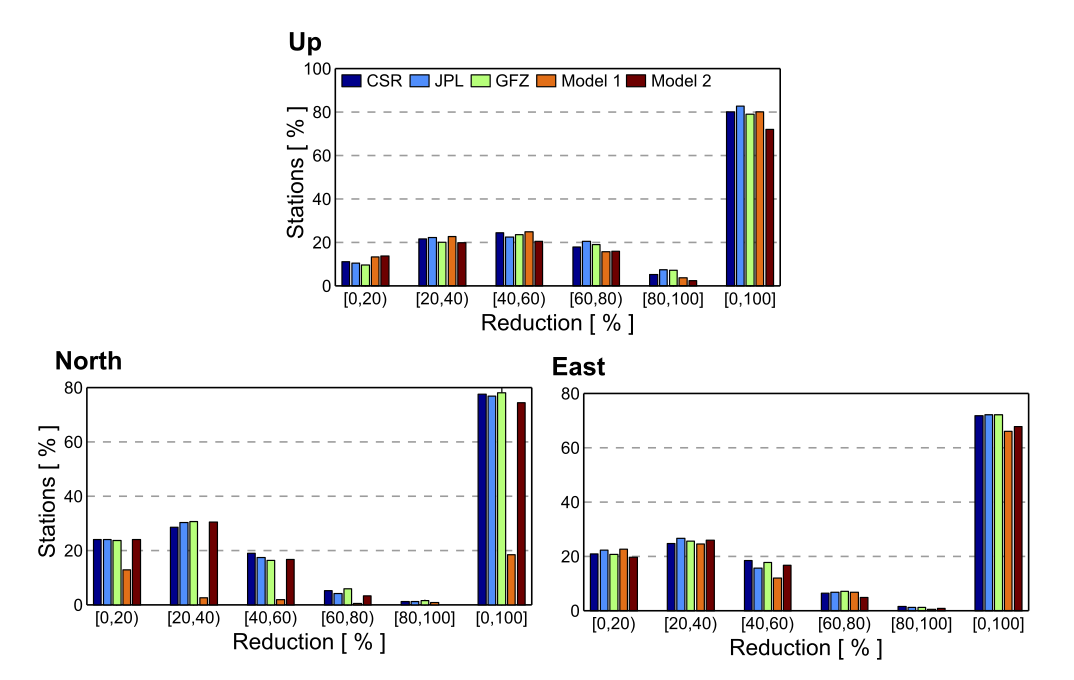 Up
100
CSR JPL GFZ Model 1 Model 2
80
60
40
20
0
Stations [ % ]
[0,20) [20,40) [40,60) [60,80) [80,100] [0,100]
Reduction [ % ]
North
80
60
40
20
0
Stations [ % ]
[0,20) [20,40) [40,60) [60,80) [80,100] [0,100]
Reduction [ % ]
East
80
60
40
20
0
[0,20) [20,40) [40,60) [60,80) [80,100] [0,100]
Reduction [ % ]